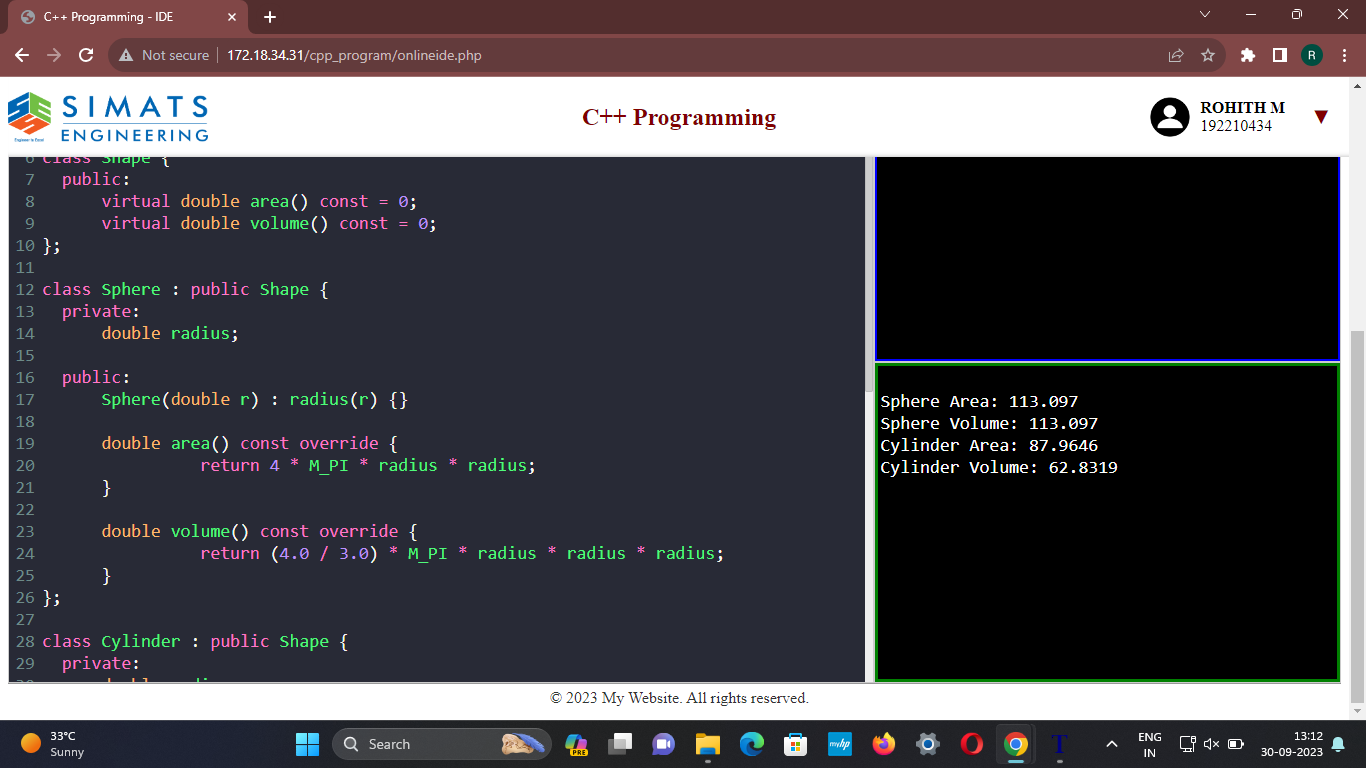 C++ Programming - IDE
Not secure
172.18.34.31/cpp_program/onlineide.php
R
SIMATS
ENGINEERING
Engineer to Excel
C++ Programming
ROHITH M
192210434
6 class Shape {
7 public:
8 virtual double area() const = 0;
9 virtual double volume() const = 0;
10 };
11
12 class Sphere : public Shape {
13 private:
14 double radius;
15
16 public:
17 Sphere(double r) : radius(r) {}
18
19 double area() const override {
20 return 4 * M_PI * radius * radius;
21 }
22
23 double volume() const override {
24 return (4.0 / 3.0) * M_PI * radius * radius * radius;
25 }
26 };
27
28 class Cylinder : public Shape {
29 private:
Sphere Area: 113.097
Sphere Volume: 113.097
Cylinder Area: 87.9646
Cylinder Volume: 62.8319
© 2023 My Website. All rights reserved.
33°C
Sunny
Search
PRE
myhp
T
ENG
IN
13:12
30-09-2023